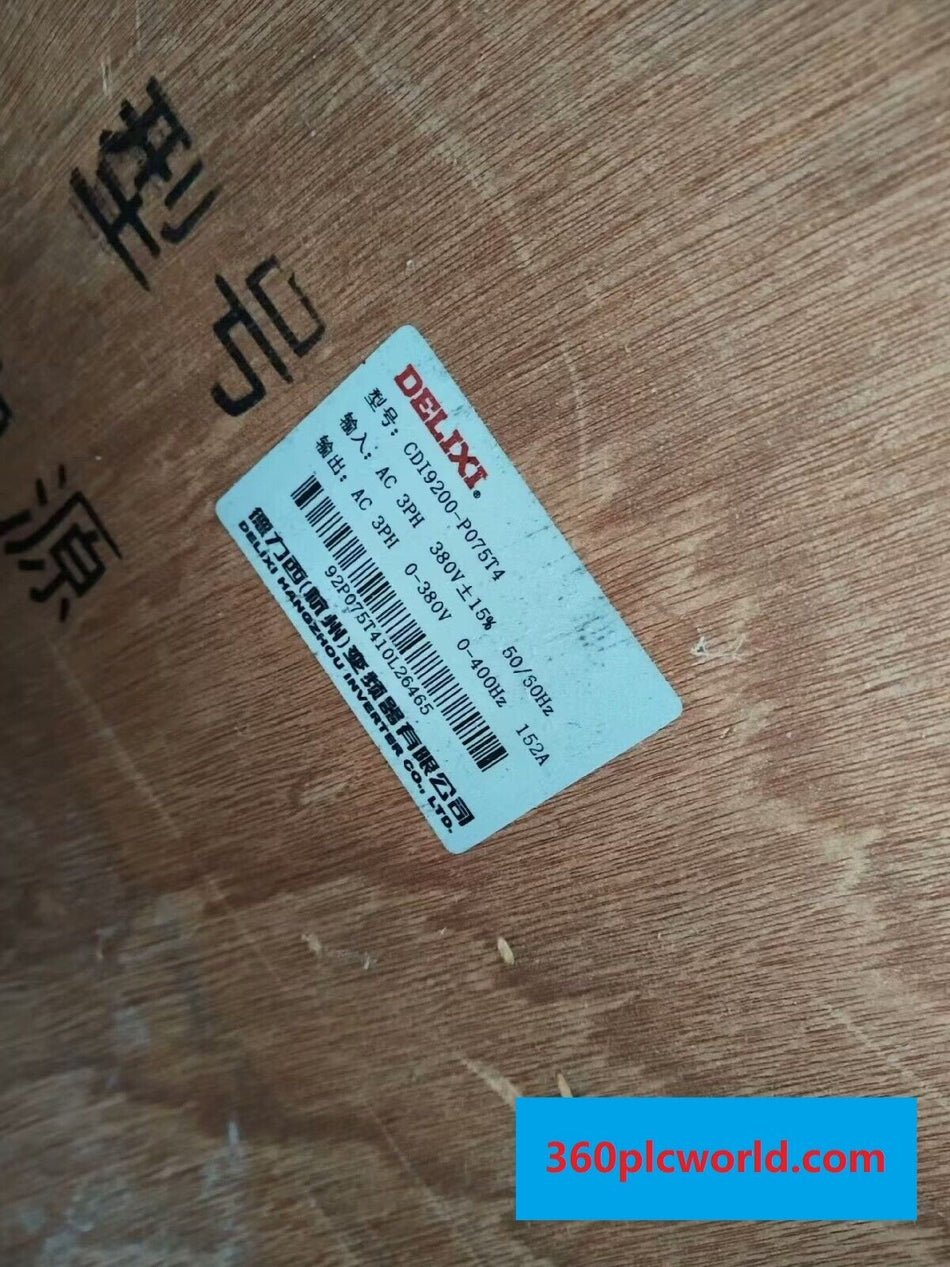 型号
源
DELIXI®
型号: CDI9200-P075T4
输入: AC 3PH 380V±15% 50/50Hz
输出: AC 3PH 0-380V 0-400Hz 152A
92P075T410L26465
德力西(杭州)变频器有限公司
DELIXI HANGZHOU INVERTER CO., LTD.
360plcworld.com